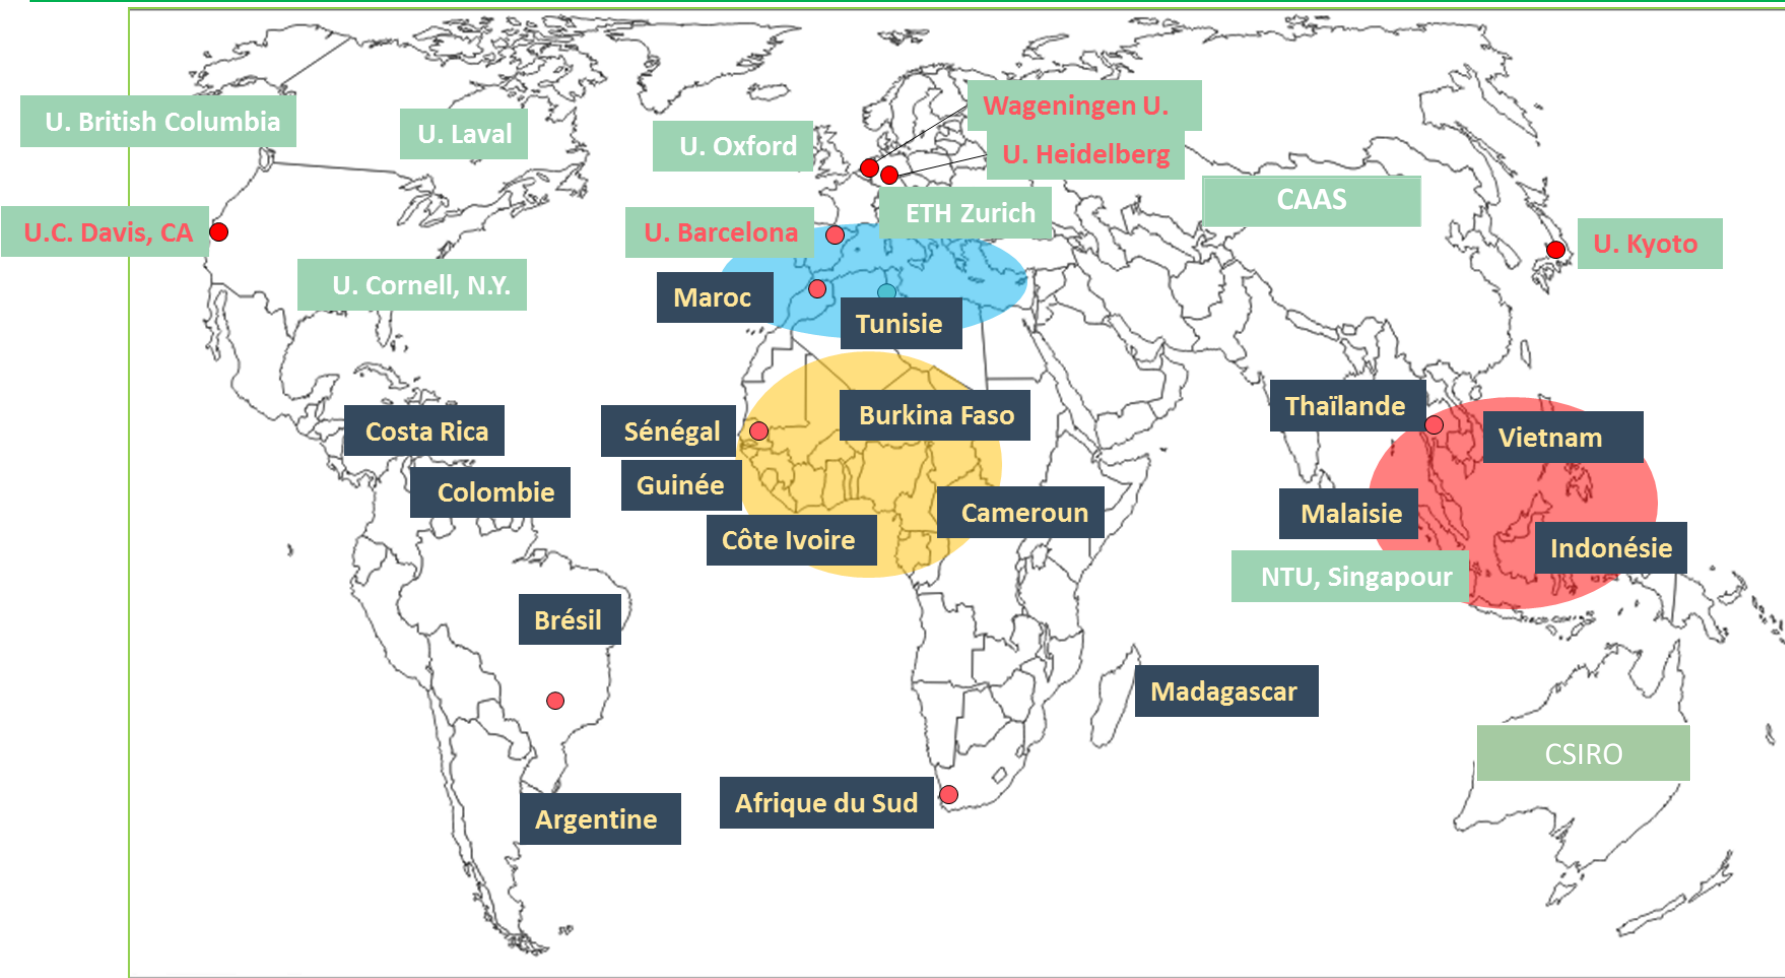 U. British Columbia
U. Laval
U. Oxford
Wageningen U.
U. Heidelberg
CAAS
U.C. Davis, CA
U. Barcelona
ETH Zurich
U. Kyoto
U. Cornell, N.Y.
Maroc
Tunisie
Costa Rica
Sénégal
Burkina Faso
Thaïlande
Vietnam
Colombie
Guinée
Cameroun
Malaisie
Côte Ivoire
Indonésie
NTU, Singapour
Brésil
Madagascar
CSIRO
Argentine
Afrique du Sud